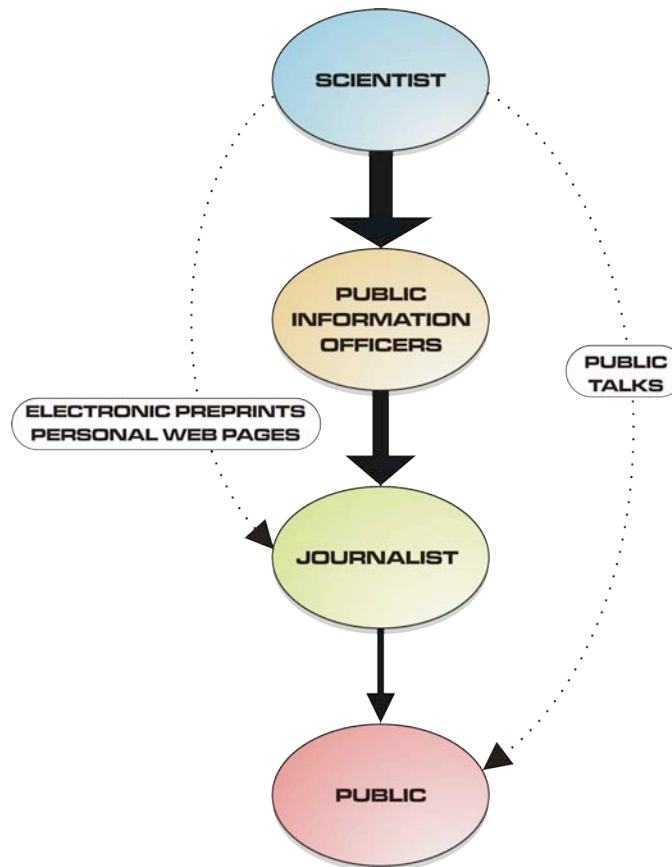 SCIENTIST
PUBLIC
INFORMATION
OFFICERS
PUBLIC
TALKS
ELECTRONIC PREPRINTS
PERSONAL WEB PAGES
JOURNALIST
PUBLIC